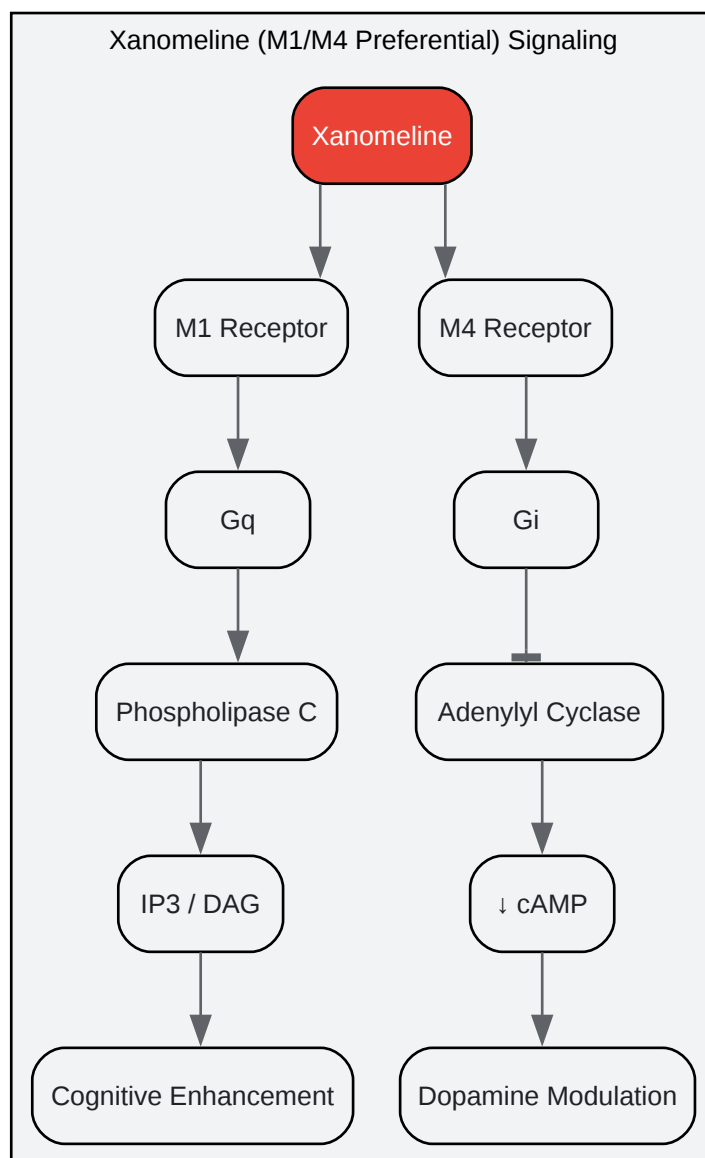 Xanomeline (M1/M4 Preferential) Signaling
Xanomeline
M1 Receptor
M4 Receptor
Gq
Gi
Phospholipase C
Adenylyl Cyclase
IP3 / DAG
↓ cAMP
Cognitive Enhancement
Dopamine Modulation